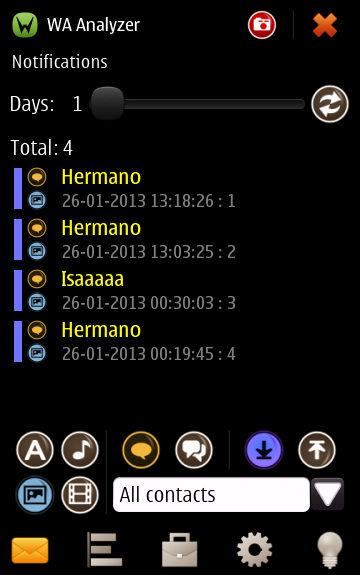 WA Analyzer
Notifications
Days: 1
Total: 4
Hermano
26-01-2013 13:18:26 : 1
Hermano
26-01-2013 13:03:25 : 2
Isaaaaa
26-01-2013 00:30:03 : 3
Hermano
26-01-2013 00:19:45 : 4
A
All contacts